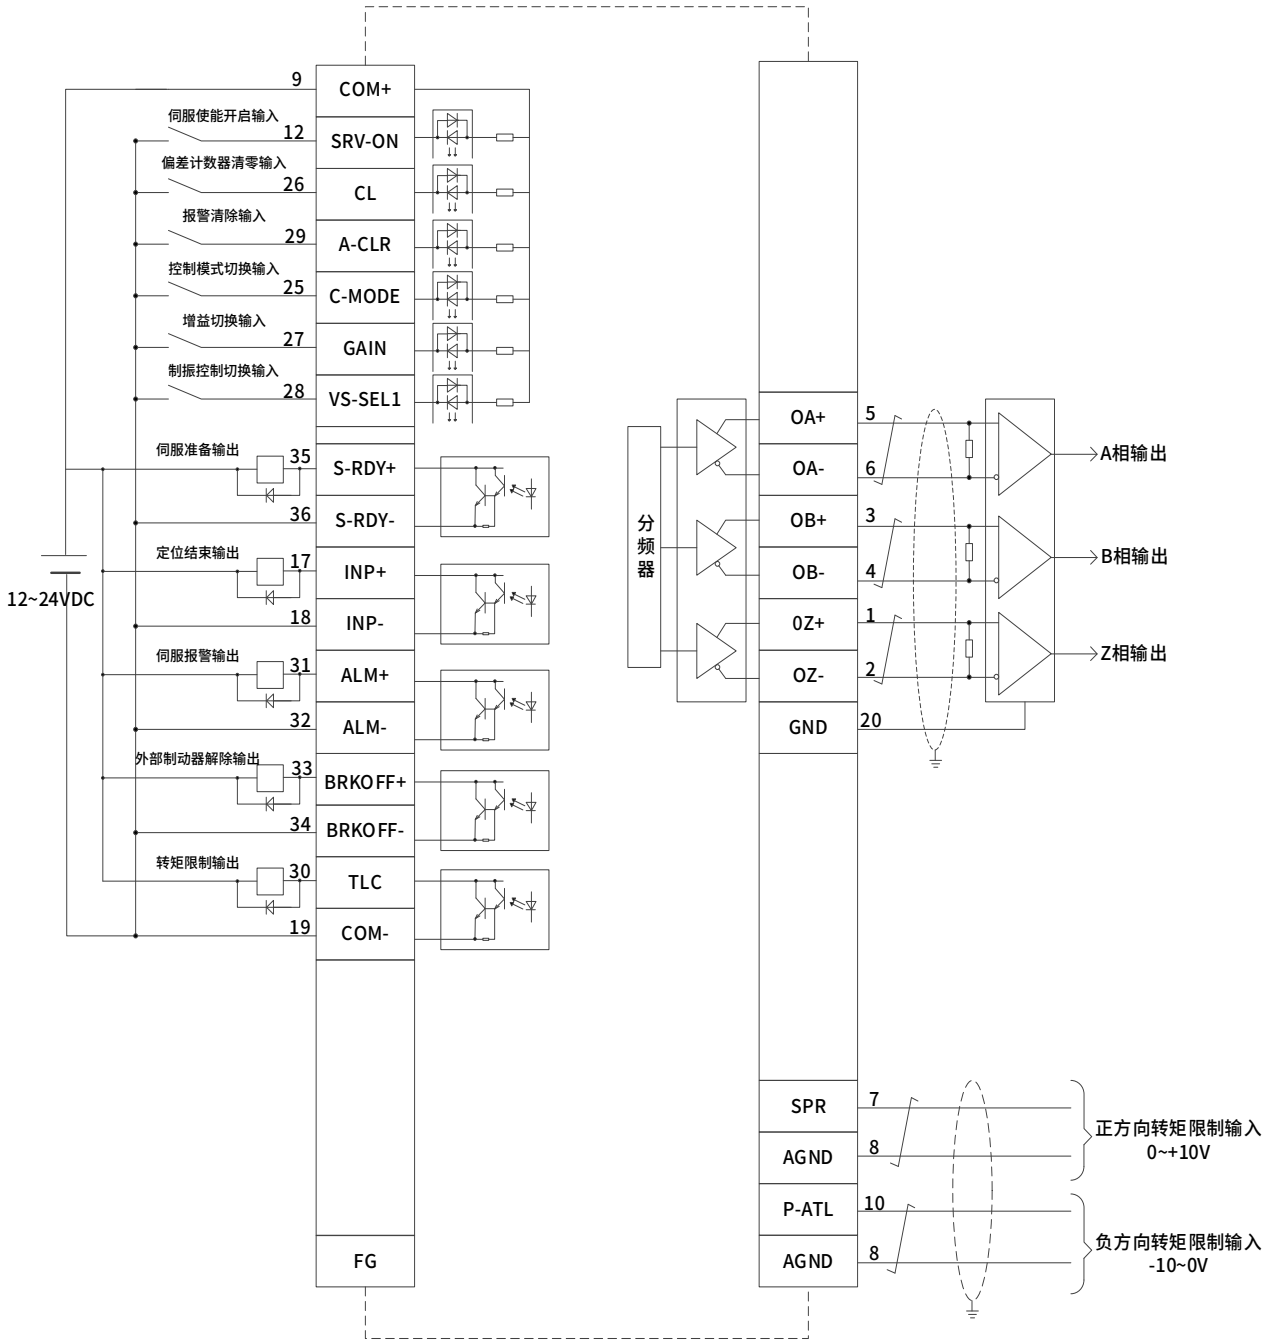 9
COM+
伺服使能开启输入
12
SRV-ON
偏差计数器清零输入
26
CL
报警清除输入
29
A-CLR
控制模式切换输入
25
C-MODE
增益切换输入
27
GAIN
制振控制切换输入
28
VS-SEL1
伺服准备输出
35
S-RDY+
36
S-RDY-
定位结束输出
17
INP+
12~24VDC
18
INP-
伺服报警输出
31
ALM+
32
ALM-
外部制动器解除输出
33
BRKOFF+
34
BRKOFF-
转矩限制输出
30
TLC
19
COM-
FG
分
频
器
OA+
5
A相输出
OA-
6
OB+
3
B相输出
OB-
4
0Z+
1
Z相输出
OZ-
2
GND
20
SPR
7
正方向转矩限制输入
0~+10V
AGND
8
P-ATL
10
负方向转矩限制输入
-10~0V
AGND
8